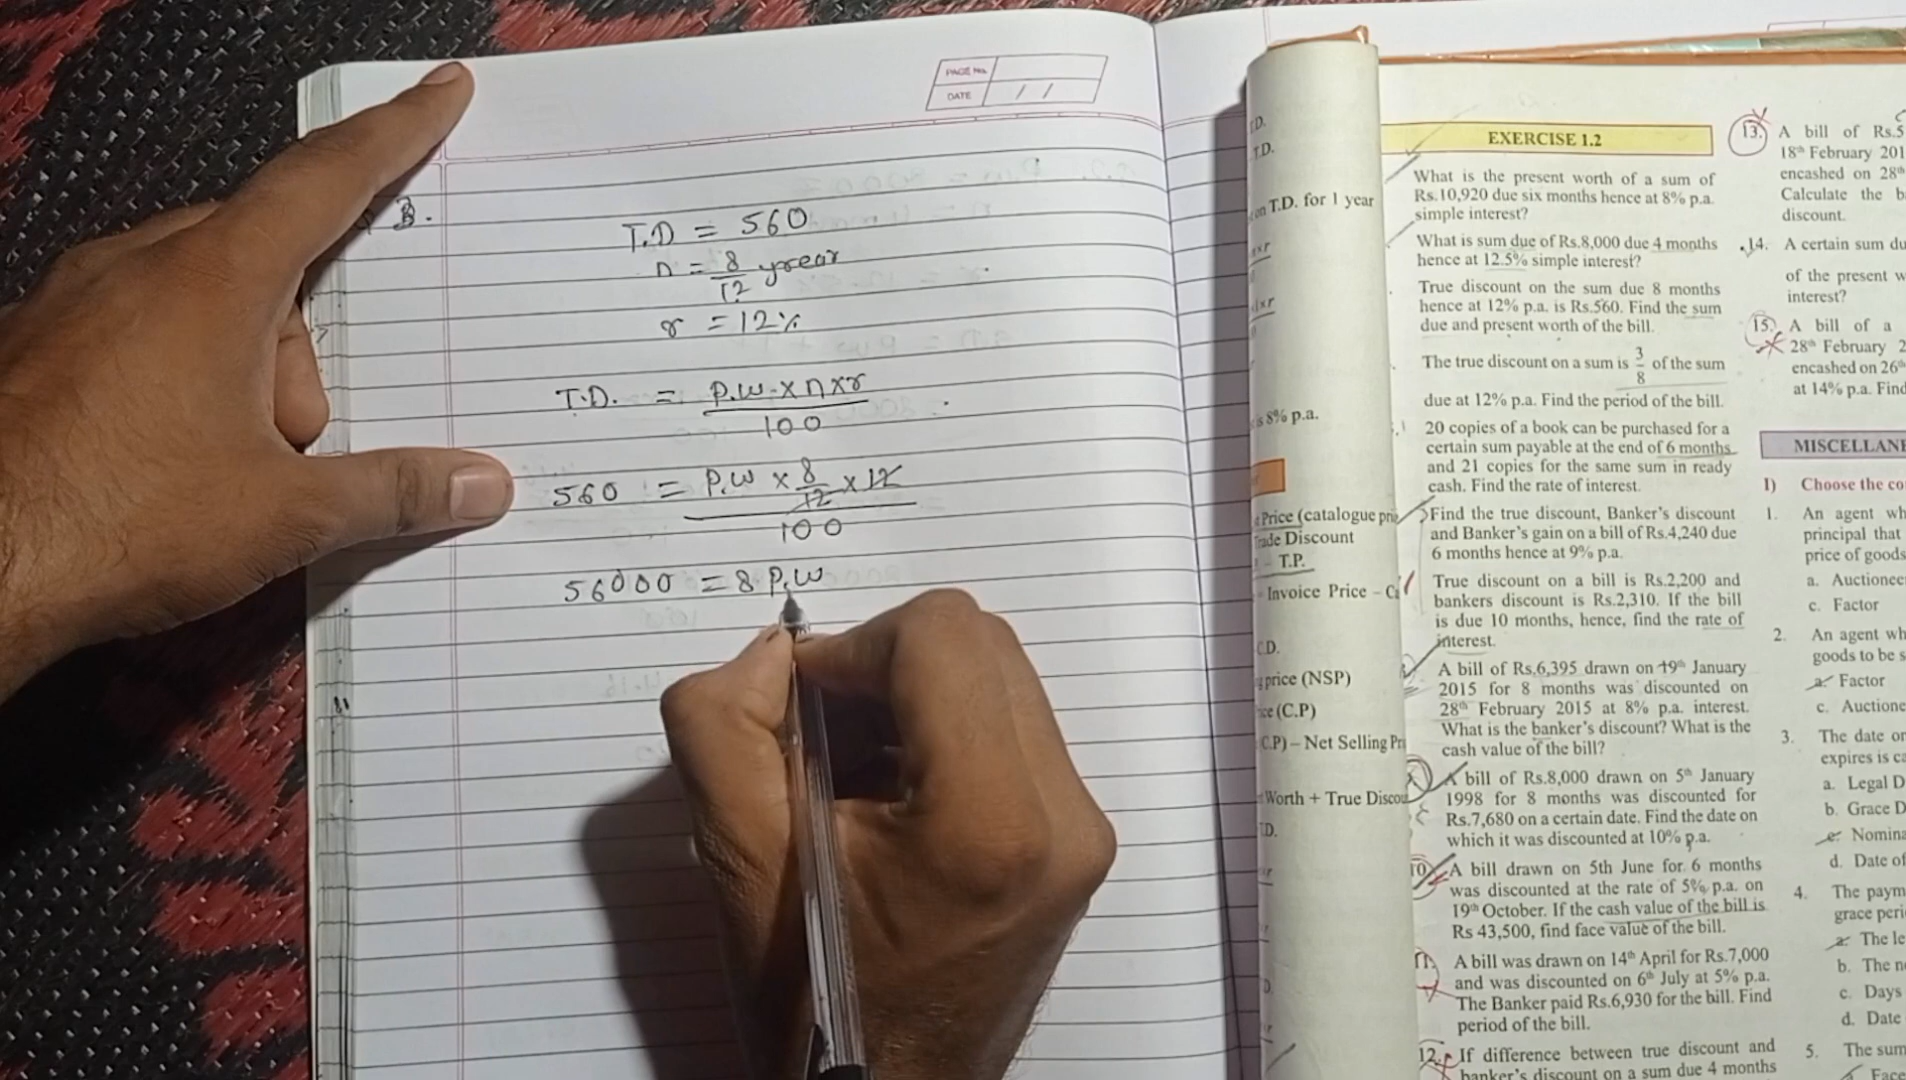 PAGE No.
DATE / /
3.
T.D = 560
n = 8/12 year
r = 12%
T.D. = P.W. × n × r / 100
560 = P.W × 8/12 × 12 / 100
56000 = 8 P.W
T.D.
T.D.
on T.D. for 1 year
is 8% p.a.
Price (catalogue
Trade Discount
– T.P.
Invoice Price –
C.D.
price (NSP)
(C.P)
C.P) – Net Selling
Worth + True
EXERCISE 1.2
What is the present worth of a sum of
Rs.10,920 due six months hence at 8% p.a.
simple interest?
What is sum due of Rs.8,000 due 4 months
hence at 12.5% simple interest?
True discount on the sum due 8 months
hence at 12% p.a. is Rs.560. Find the sum
due and present worth of the bill.
The true discount on a sum is 3/8 of the sum
due at 12% p.a. Find the period of the bill.
20 copies of a book can be purchased for a
certain sum payable at the end of 6 months
and 21 copies for the same sum in ready
cash. Find the rate of interest.
Find the true discount, Banker's discount
and Banker's gain on a bill of Rs.4,240 due
6 months hence at 9% p.a.
True discount on a bill is Rs.2,200 and
bankers discount is Rs.2,310. If the bill
is due 10 months, hence, find the rate of
interest.
A bill of Rs.6,395 drawn on 19th January
2015 for 8 months was discounted on
28th February 2015 at 8% p.a. interest.
What is the banker's discount? What is the
cash value of the bill?
A bill of Rs.8,000 drawn on 5th January
1998 for 8 months was discounted for
Rs.7,680 on a certain date. Find the date on
which it was discounted at 10% p.a.
10. A bill drawn on 5th June for 6 months
was discounted at the rate of 5% p.a. on
19th October. If the cash value of the bill is
Rs 43,500, find face value of the bill.
11. A bill was drawn on 14th April for Rs.7,000
and was discounted on 6th July at 5% p.a.
The Banker paid Rs.6,930 for the bill. Find
period of the bill.
12. If difference between true discount and
banker's discount on a sum due 4 months
13. A bill of Rs.5
18th February 201
encashed on 28th
Calculate the
discount.
14. A certain sum
of the present
interest?
15. A bill of a
28th February 2
encashed on 26th
at 14% p.a. Find
I) Choose the
1. An agent
principal that
price of goods
a.
c. Factor
2. An agent
goods to be
a. Factor
c.
3. The date
expires is
a. Legal
b. Grace
c.
d. Date
4. The
grace
a. The
b. The
c. Days
d. Date
5. The sum